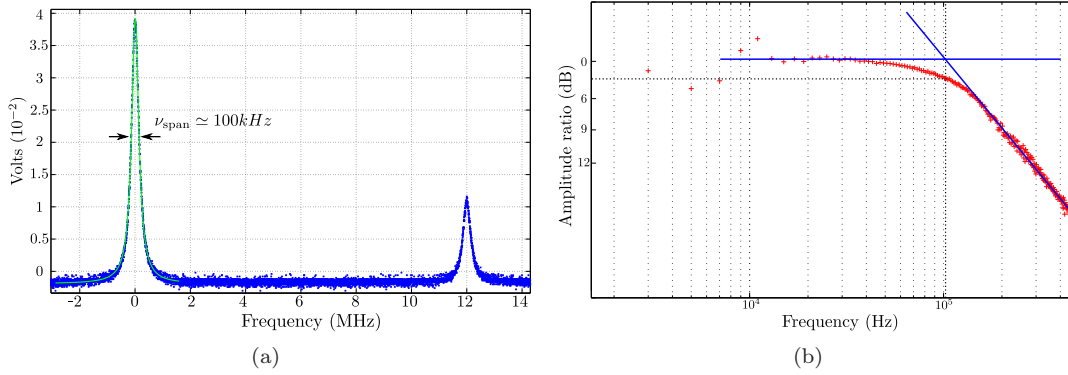 4
3.5
3
2.5
2
1.5
1
0.5
0
Volts (10⁻²)
ν_span ≃ 100kHz
-2 0 2 4 6 8 10 12 14
Frequency (MHz)
(a)
0
6
9
12
Amplitude ratio (dB)
10⁴ 10⁵
Frequency (Hz)
(b)